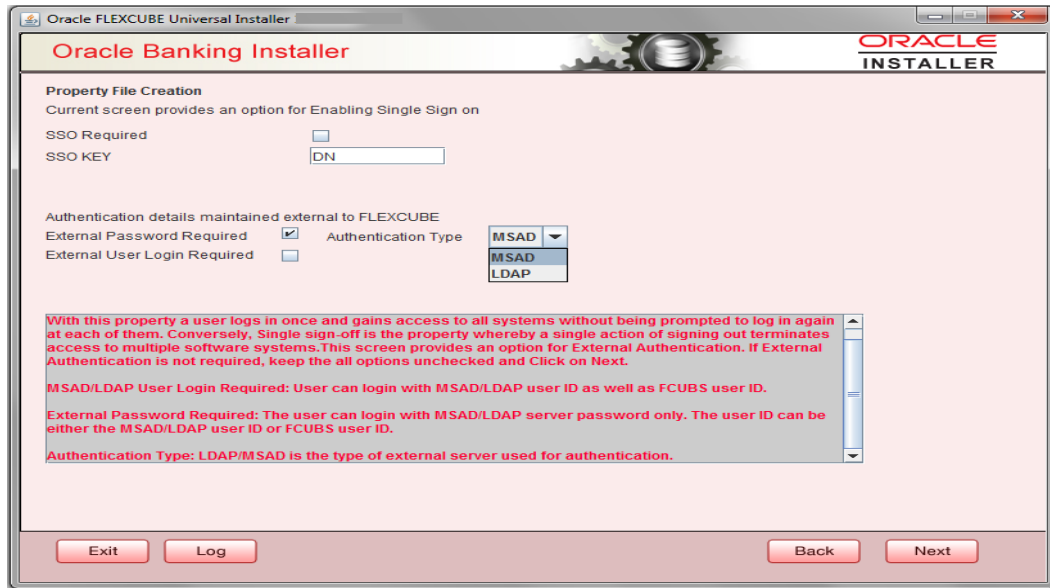 Oracle FLEXCUBE Universal Installer
Oracle Banking Installer
ORACLE
INSTALLER
Property File Creation
Current screen provides an option for Enabling Single Sign on
SSO Required
SSO KEY DN
Authentication details maintained external to FLEXCUBE
External Password Required Authentication Type MSAD
External User Login Required MSAD
LDAP
With this property a user logs in once and gains access to all systems without being prompted to log in again
at each of them. Conversely, Single sign-off is the property whereby a single action of signing out terminates
access to multiple software systems.This screen provides an option for External Authentication. If External
Authentication is not required, keep the all options unchecked and Click on Next.
MSAD/LDAP User Login Required: User can login with MSAD/LDAP user ID as well as FCUBS user ID.
External Password Required: The user can login with MSAD/LDAP server password only. The user ID can be
either the MSAD/LDAP user ID or FCUBS user ID.
Authentication Type: LDAP/MSAD is the type of external server used for authentication.
Exit Log Back Next